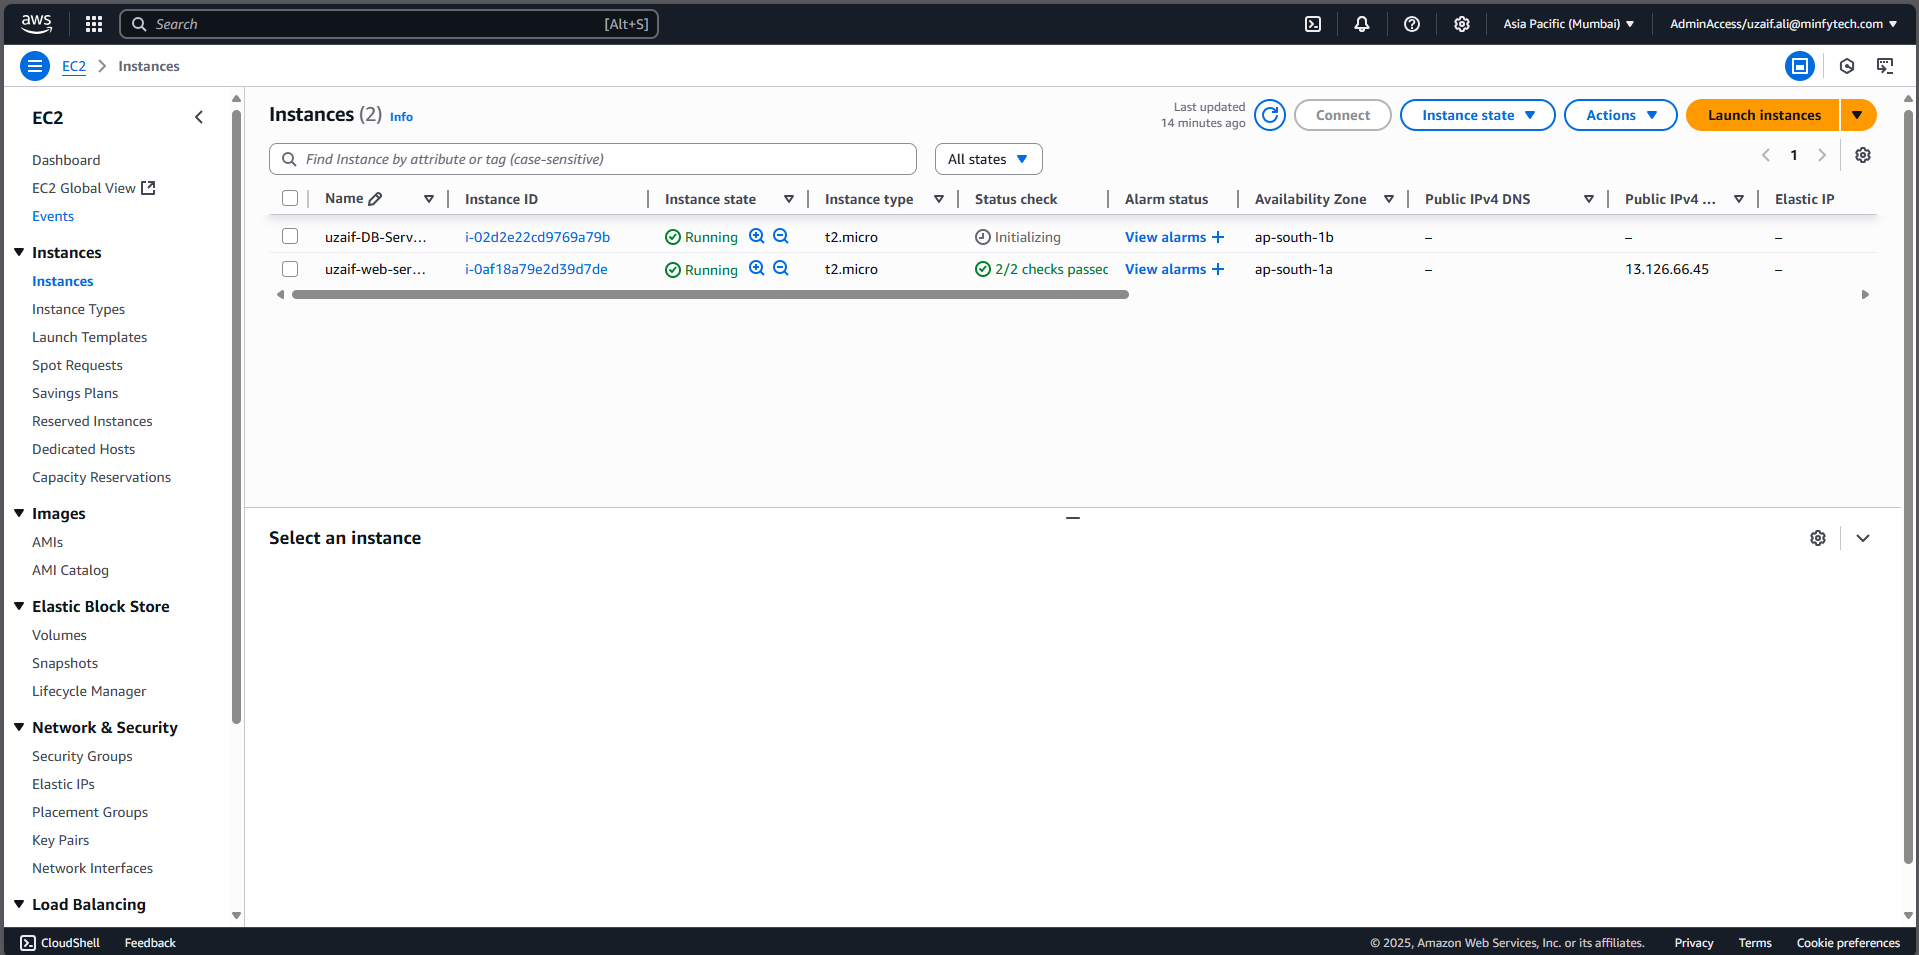 aws
Search [Alt+S]
Asia Pacific (Mumbai)
AdminAccess/uzaif.ali@minfytech.com
EC2 Instances
EC2
Dashboard
EC2 Global View
Events
Instances
Instances
Instance Types
Launch Templates
Spot Requests
Savings Plans
Reserved Instances
Dedicated Hosts
Capacity Reservations
Images
AMIs
AMI Catalog
Elastic Block Store
Volumes
Snapshots
Lifecycle Manager
Network & Security
Security Groups
Elastic IPs
Placement Groups
Key Pairs
Network Interfaces
Load Balancing
Instances (2) Info
Last updated
14 minutes ago
Connect
Instance state
Actions
Launch instances
Find Instance by attribute or tag (case-sensitive)
All states
1
Name Instance ID Instance state Instance type Status check Alarm status Availability Zone Public IPv4 DNS Public IPv4 ... Elastic IP
uzaif-DB-Serv... i-02d2e22cd9769a79b Running t2.micro Initializing View alarms + ap-south-1b – – –
uzaif-web-ser... i-0af18a79e2d39d7de Running t2.micro 2/2 checks passec View alarms + ap-south-1a – 13.126.66.45 –
Select an instance
CloudShell Feedback © 2025, Amazon Web Services, Inc. or its affiliates. Privacy Terms Cookie preferences